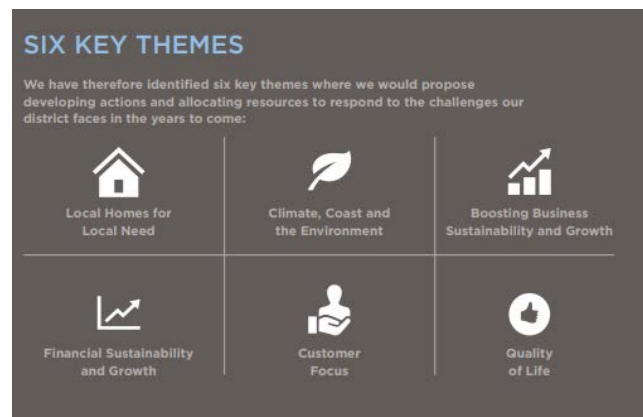 SIX KEY THEMES
We have therefore identified six key themes where we would propose
developing actions and allocating resources to respond to the challenges our
district faces in the years to come:
Local Homes for
Local Need
Climate, Coast and
the Environment
Boosting Business
Sustainability and Growth
Financial Sustainability
and Growth
Customer
Focus
Quality
of Life